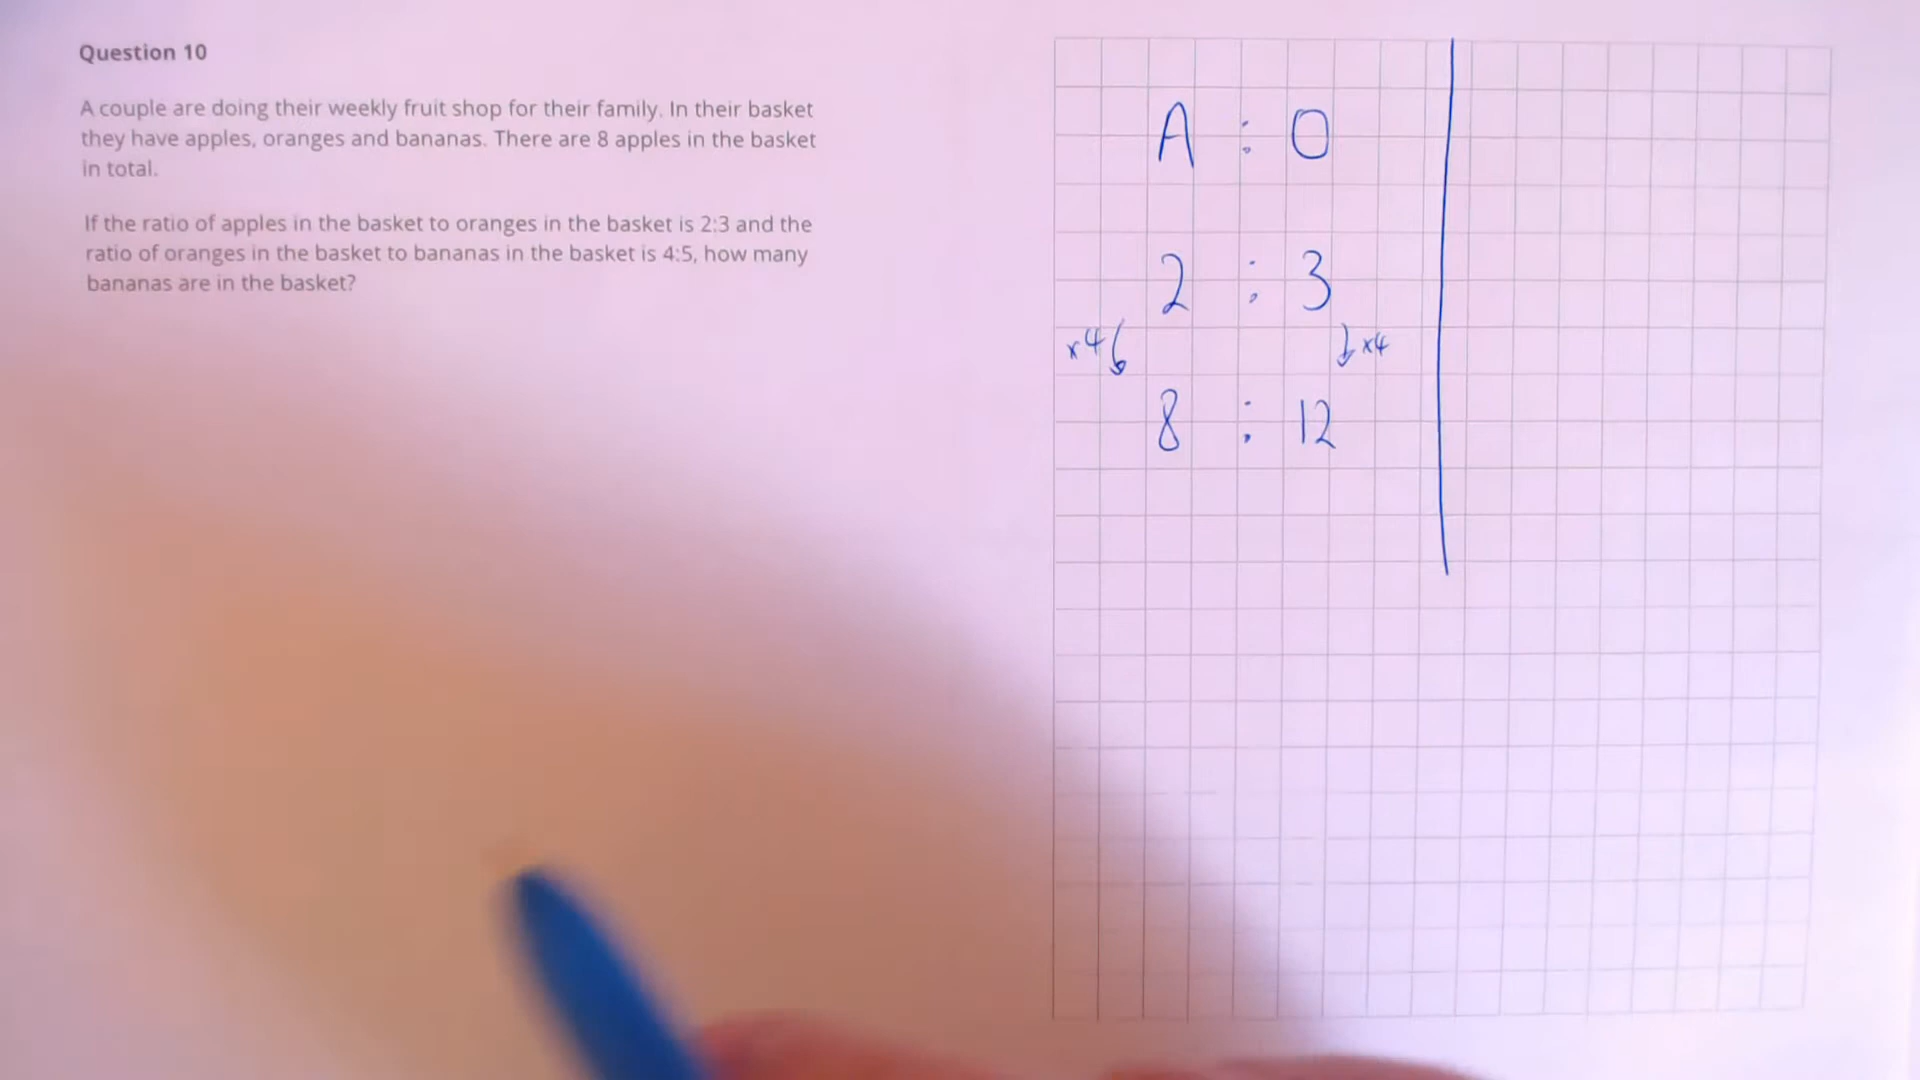 Question 10
A couple are doing their weekly fruit shop for their family. In their basket
they have apples, oranges and bananas. There are 8 apples in the basket
in total.
If the ratio of apples in the basket to oranges in the basket is 2:3 and the
ratio of oranges in the basket to bananas in the basket is 4:5, how many
bananas are in the basket?
A : O
2 : 3
x4 x4
8 : 12